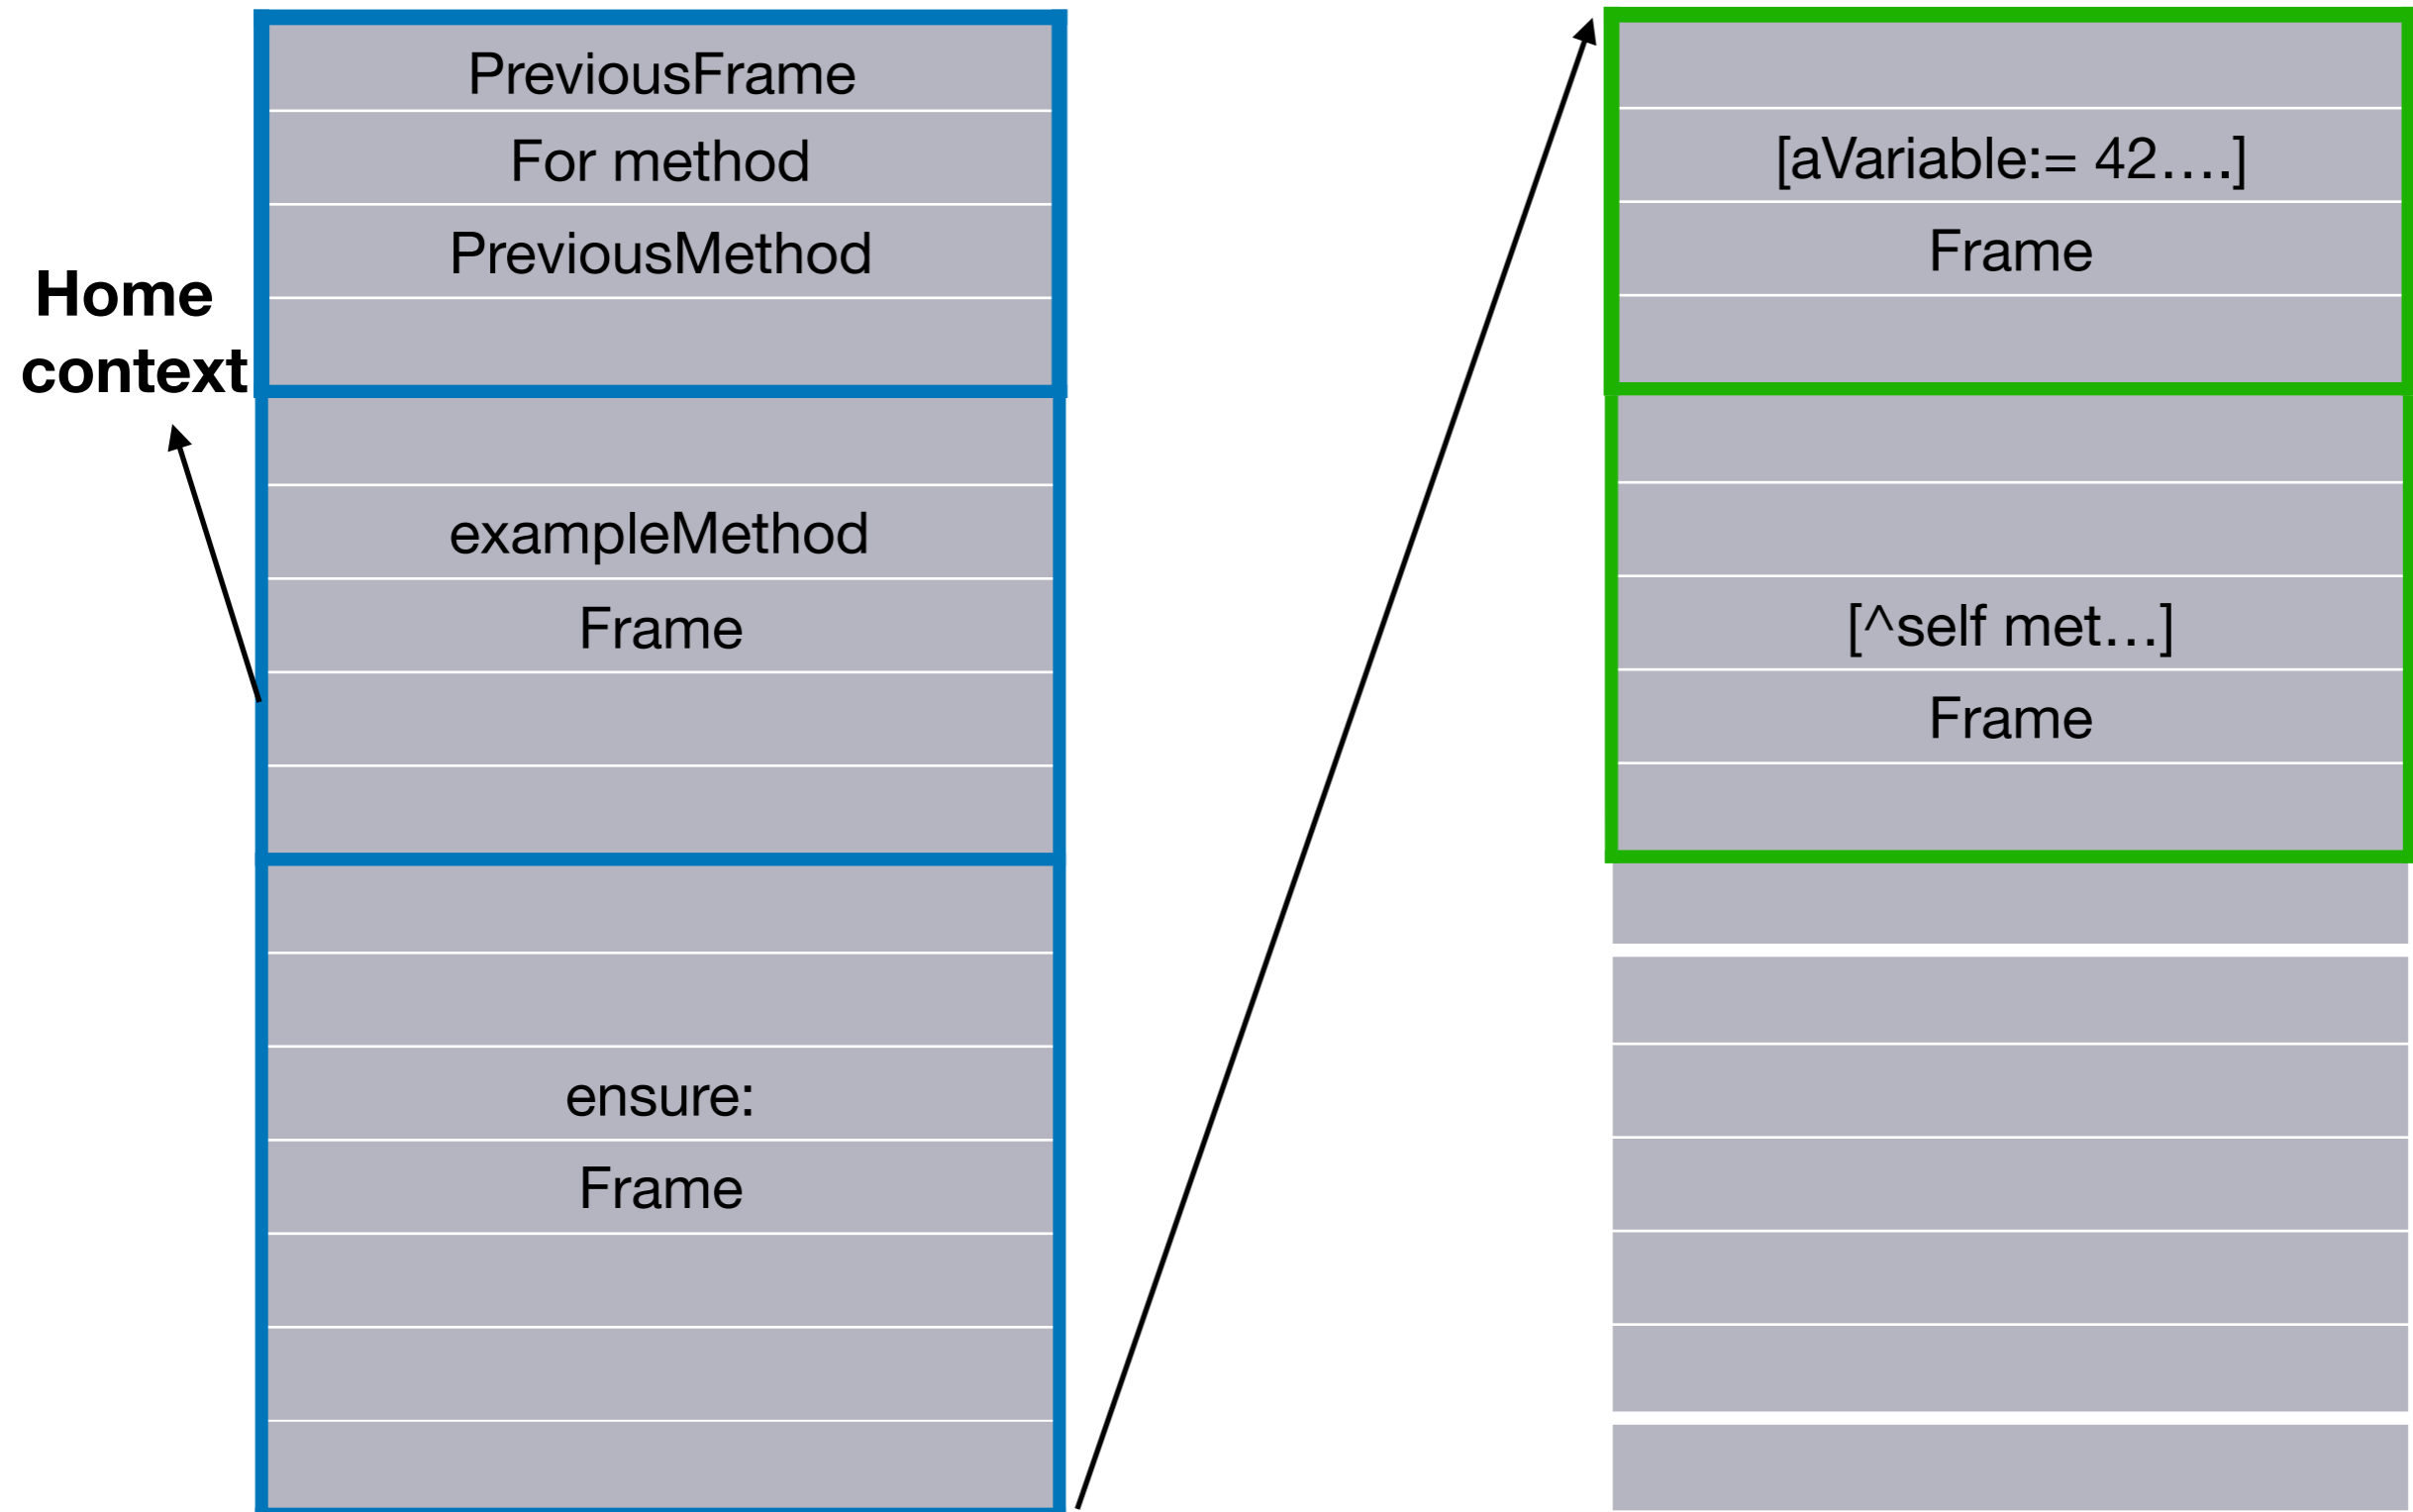 PreviousFrame
For method
PreviousMethod
Home
context
exampleMethod
Frame
ensure:
Frame
[aVariable:= 42....]
Frame
[^self met...]
Frame